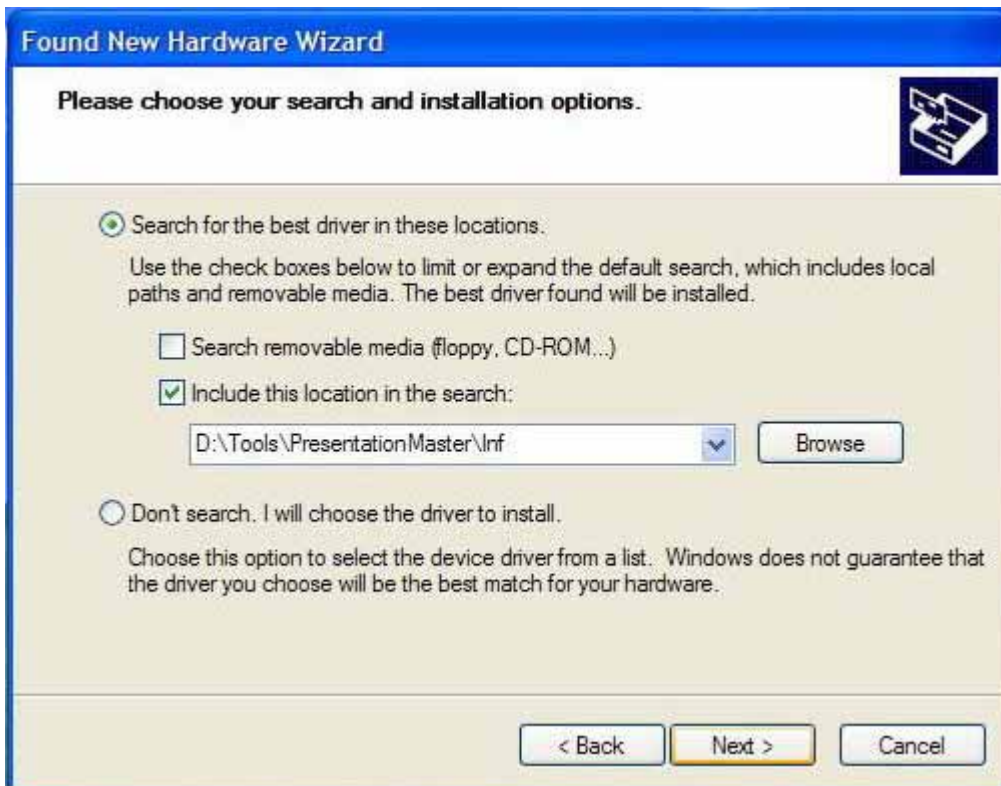 Found New Hardware Wizard
Please choose your search and installation options.
Search for the best driver in these locations.
Use the check boxes below to limit or expand the default search, which includes local
paths and removable media. The best driver found will be installed.
Search removable media (floppy, CD-ROM...)
Include this location in the search:
D:\Tools\PresentationMaster\Inf
Browse
Don't search. I will choose the driver to install.
Choose this option to select the device driver from a list. Windows does not guarantee that
the driver you choose will be the best match for your hardware.
< Back Next > Cancel